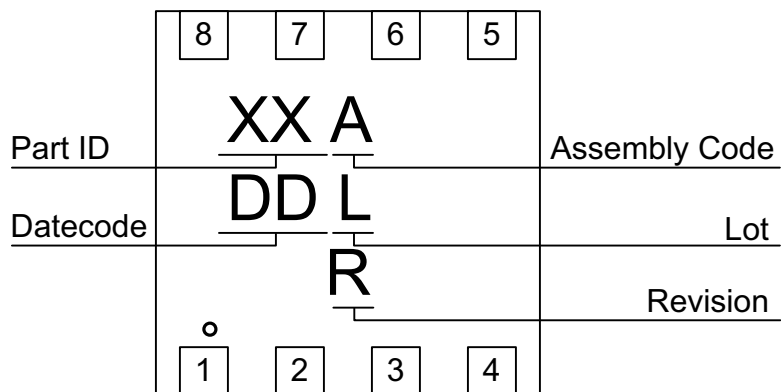 8 7 6 5
XX A
Part ID Assembly Code
DD L
Datecode Lot
R
Revision
1 2 3 4